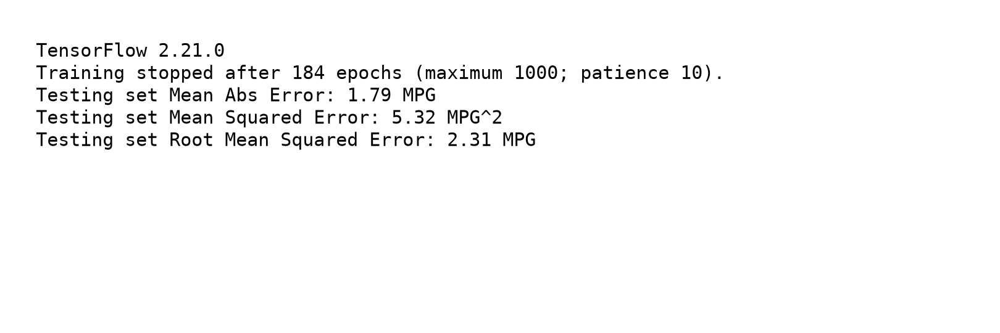 TensorFlow 2.21.0
Training stopped after 184 epochs (maximum 1000; patience 10).
Testing set Mean Abs Error: 1.79 MPG
Testing set Mean Squared Error: 5.32 MPG^2
Testing set Root Mean Squared Error: 2.31 MPG